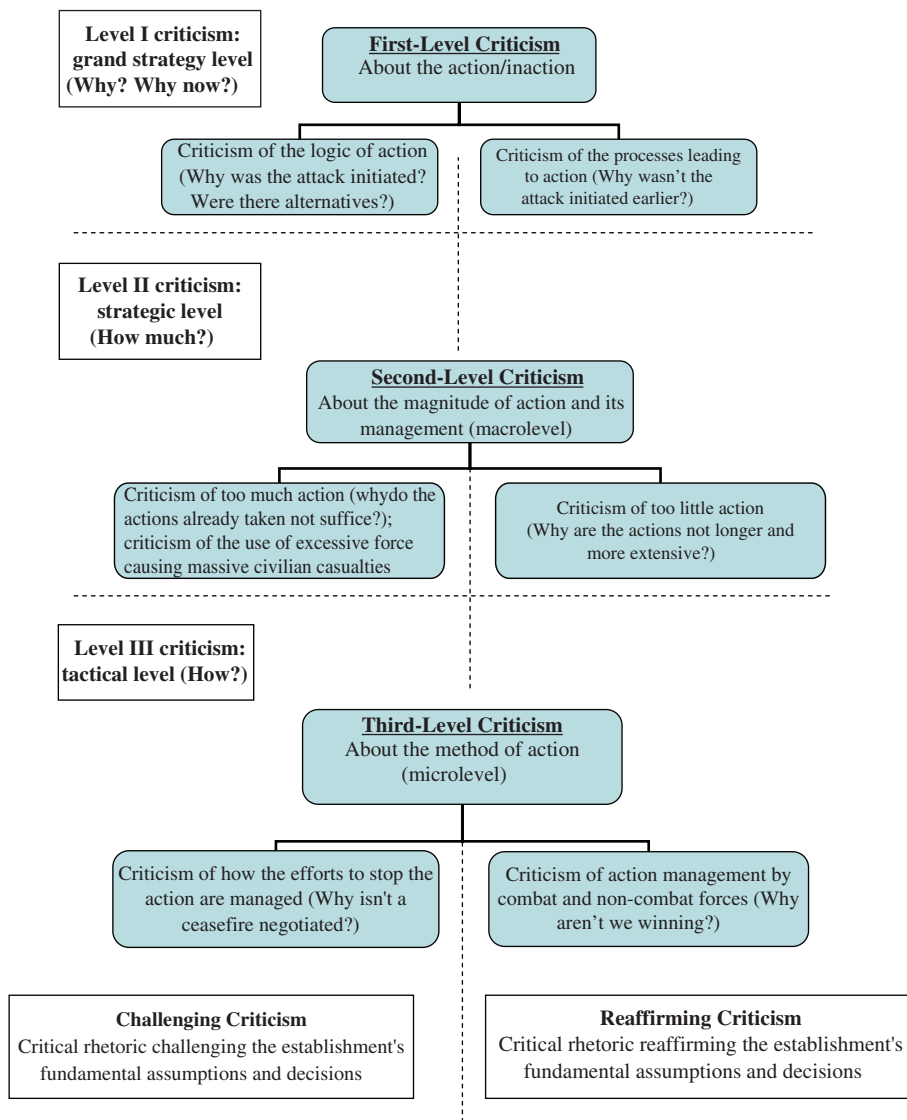 Level I criticism:
grand strategy level
(Why? Why now?)
First-Level Criticism
About the action/inaction
Criticism of the logic of action
(Why was the attack initiated?
Were there alternatives?)
Criticism of the processes leading
to action (Why wasn't the
attack initiated earlier?)
Level II criticism:
strategic level
(How much?)
Second-Level Criticism
About the magnitude of action and its
management (macrolevel)
Criticism of too much action (whydo the
actions already taken not suffice?);
criticism of the use of excessive force
causing massive civilian casualties
Criticism of too little action
(Why are the actions not longer and
more extensive?)
Level III criticism:
tactical level (How?)
Third-Level Criticism
About the method of action
(microlevel)
Criticism of how the efforts to stop the
action are managed (Why isn't a
ceasefire negotiated?)
Criticism of action management by
combat and non-combat forces (Why
aren't we winning?)
Challenging Criticism
Critical rhetoric challenging the establishment's
fundamental assumptions and decisions
Reaffirming Criticism
Critical rhetoric reaffirming the establishment's
fundamental assumptions and decisions